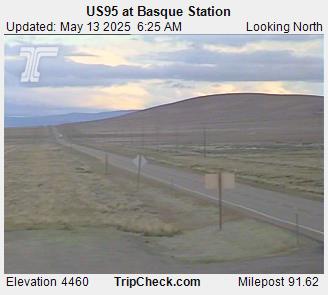 US95 at Basque Station
Updated: May 13 2025 6:25 AM Looking North
Elevation 4460 TripCheck.com Milepost 91.62